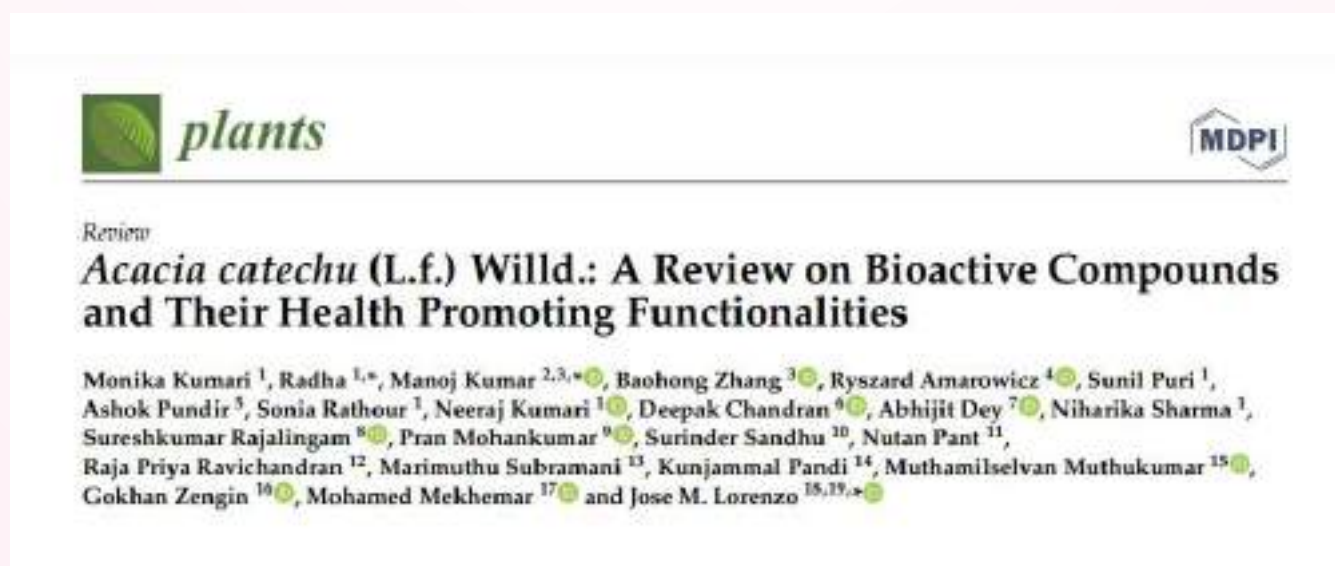 plants
MDPI
Review
Acacia catechu (L.f.) Willd.: A Review on Bioactive Compounds
and Their Health Promoting Functionalities
Monika Kumari 1, Radha 1,*, Manoj Kumar 2,3,*, Baohong Zhang 3, Ryszard Amarowicz 4, Sunil Puri 1,
Ashok Pundir 5, Sonia Rathour 1, Neeraj Kumari 1, Deepak Chandran 6, Abhijit Dey 7, Niharika Sharma 1,
Sureshkumar Rajalingam 8, Pran Mohankumar 9, Surinder Sandhu 10, Nutan Pant 11,
Raja Priya Ravichandran 12, Marimuthu Subramani 13, Kunjammal Pandi 14, Muthamilselvan Muthukumar 15,
Gokhan Zengin 16, Mohamed Mekhemar 17 and Jose M. Lorenzo 18,19,*